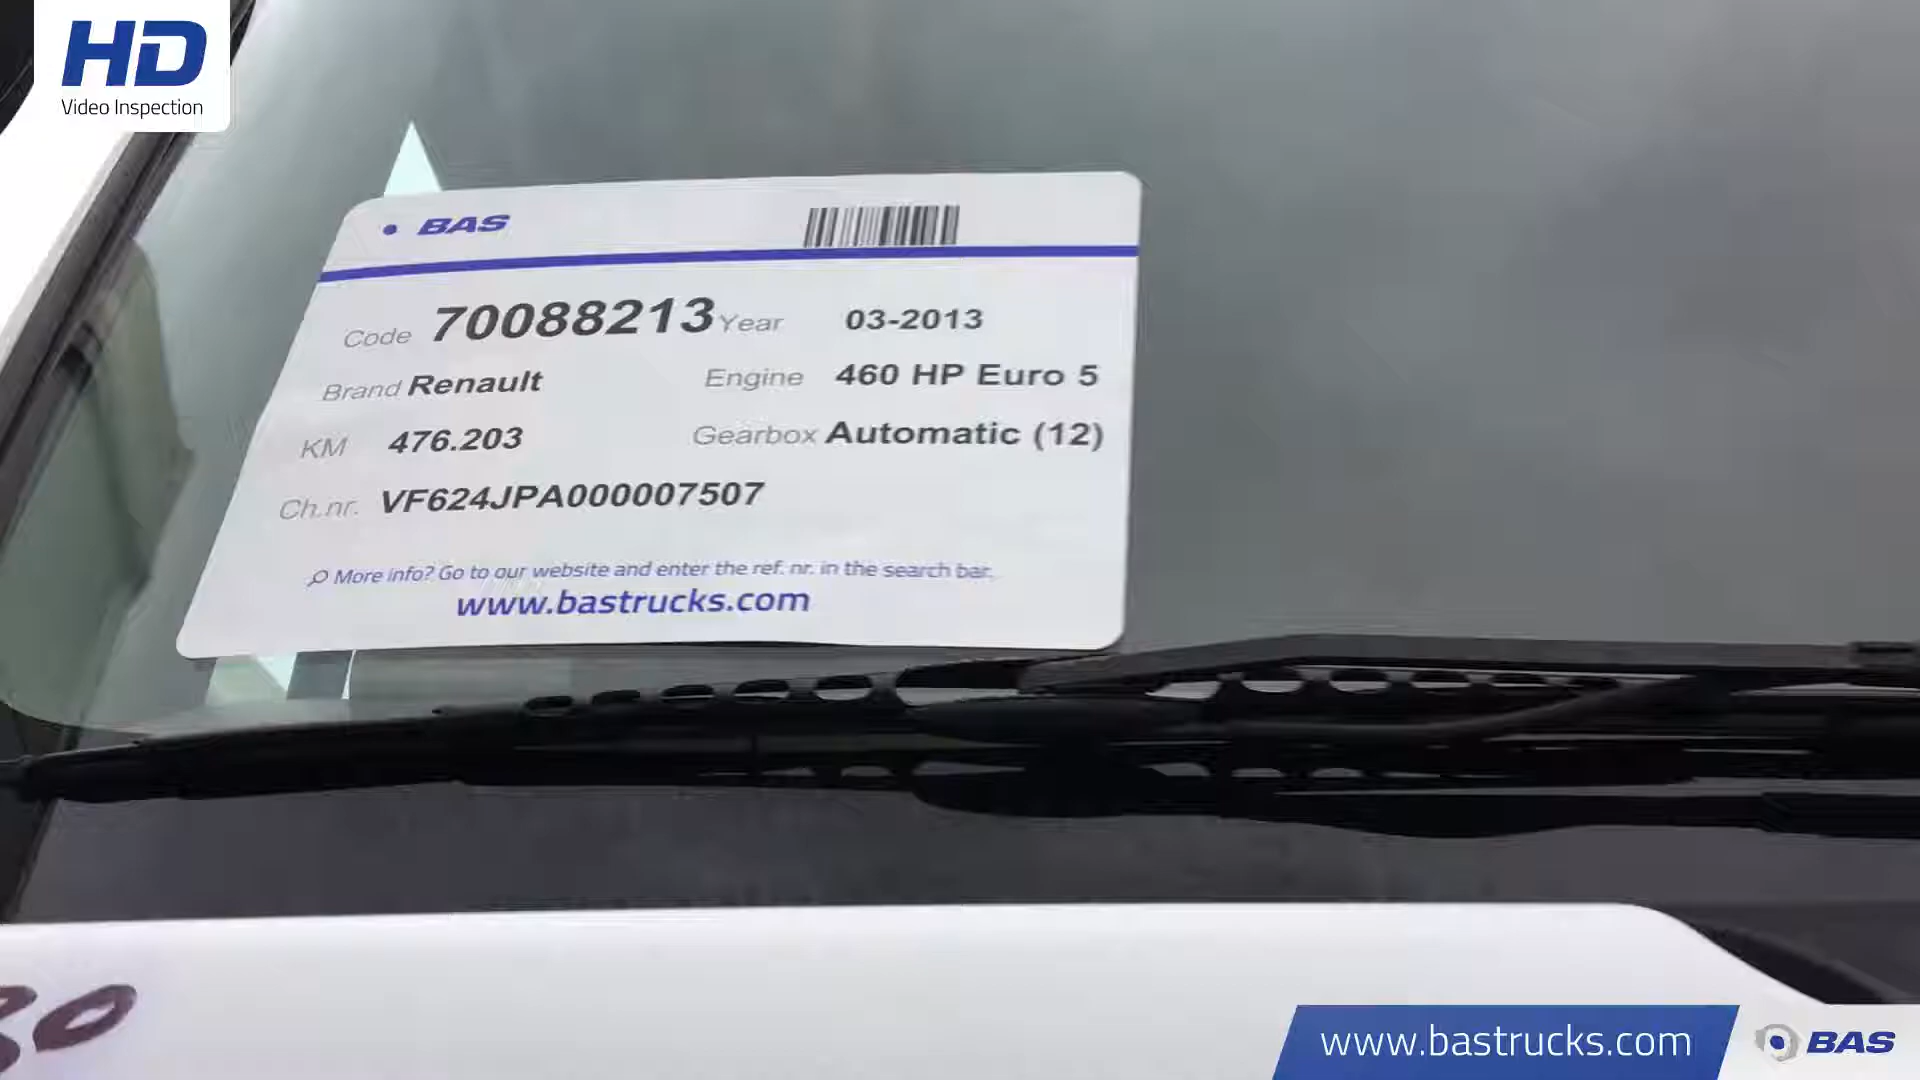 HD
Video Inspection
BAS
Code 70088213 Year 03-2013
Brand Renault Engine 460 HP Euro 5
KM 476.203 Gearbox Automatic (12)
Ch.nr. VF624JPA000007507
More info? Go to our website and enter the ref. nr. in the search bar.
www.bastrucks.com
www.bastrucks.com BAS